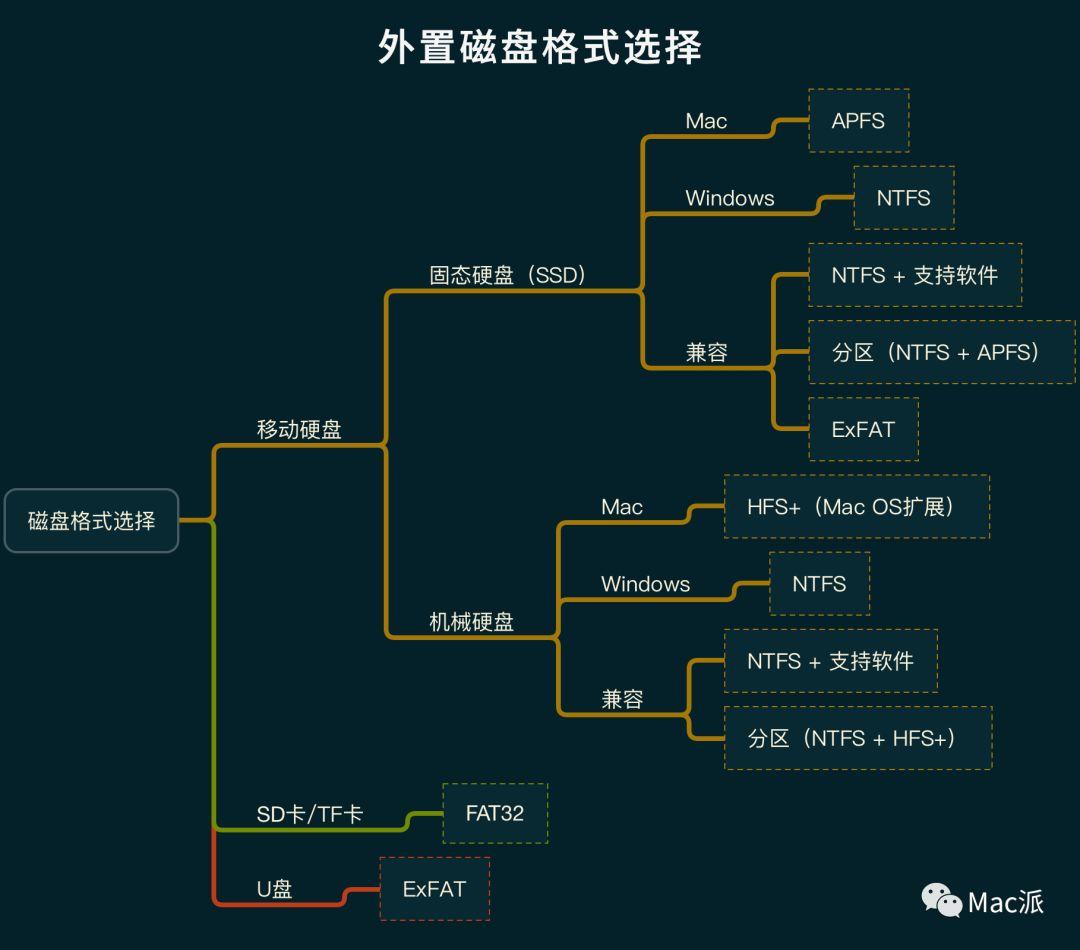 外置磁盘格式选择
Mac
APFS
Windows
NTFS
固态硬盘（SSD）
NTFS + 支持软件
兼容
分区（NTFS + APFS）
ExFAT
移动硬盘
磁盘格式选择
Mac
HFS+（Mac OS扩展）
Windows
NTFS
机械硬盘
NTFS + 支持软件
兼容
分区（NTFS + HFS+）
SD卡/TF卡
FAT32
U盘
ExFAT
Mac派